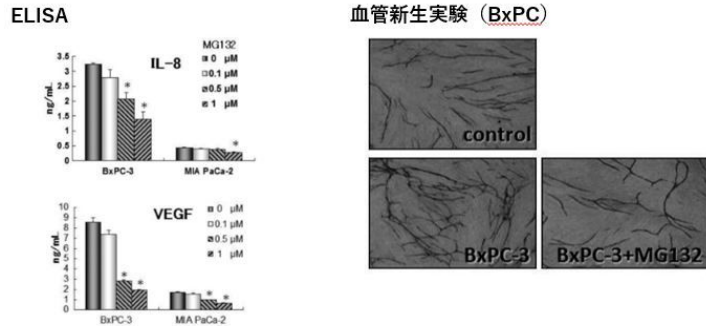 ELISA
IL-8
MG132
0 μM
0.1 μM
0.5 μM
1 μM
ng/mL
3.5
3
2.5
2
1.5
1
0.5
0
* * *
BxPC-3 MIA PaCa-2
VEGF
0 μM
0.1 μM
0.5 μM
1 μM
ng/mL
10
9
8
7
6
5
4
3
2
1
0
* * * *
BxPC-3 MIA PaCa-2
血管新生実験（BxPC）
control
BxPC-3
BxPC-3+MG132